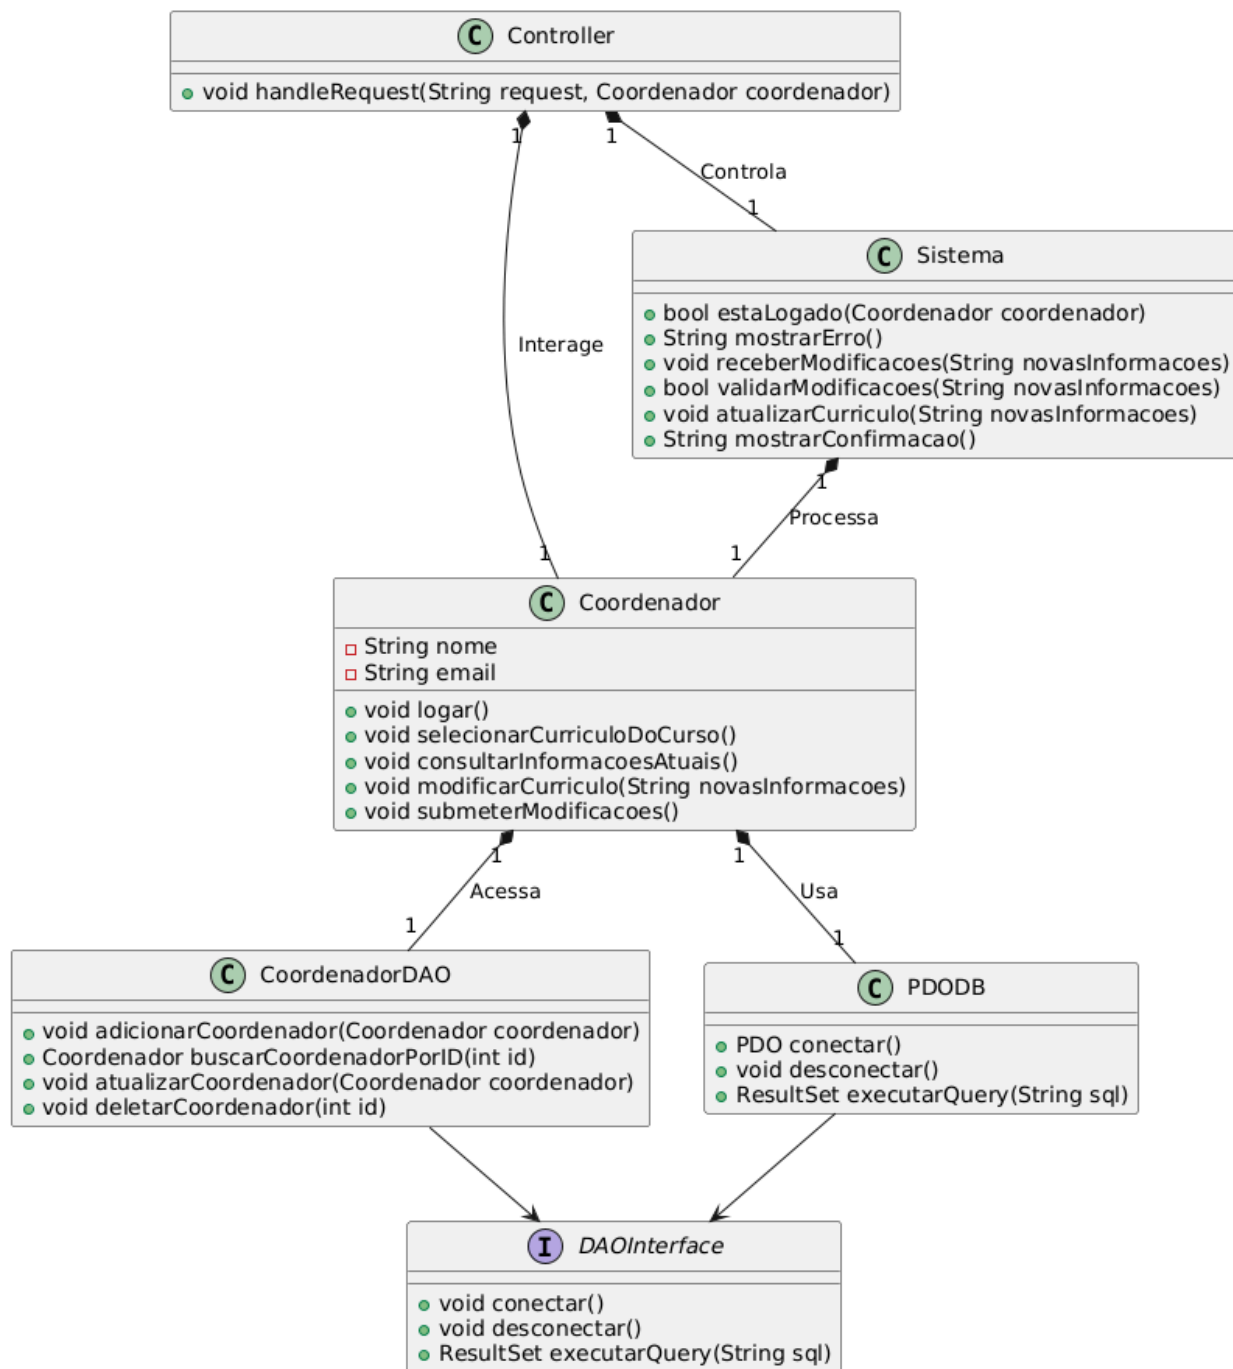 C Controller
void handleRequest(String request, Coordenador coordenador)
1
1
Controla
1
C Sistema
bool estaLogado(Coordenador coordenador)
String mostrarErro()
void receberModificacoes(String novasInformacoes)
bool validarModificacoes(String novasInformacoes)
void atualizarCurriculo(String novasInformacoes)
String mostrarConfirmacao()
Interage
1
Processa
1
1
C Coordenador
String nome
String email
void logar()
void selecionarCurriculoDoCurso()
void consultarInformacoesAtuais()
void modificarCurriculo(String novasInformacoes)
void submeterModificacoes()
1
1
Acessa
Usa
1
1
C CoordenadorDAO
void adicionarCoordenador(Coordenador coordenador)
Coordenador buscarCoordenadorPorID(int id)
void atualizarCoordenador(Coordenador coordenador)
void deletarCoordenador(int id)
C PDODB
PDO conectar()
void desconectar()
ResultSet executarQuery(String sql)
I DAOInterface
void conectar()
void desconectar()
ResultSet executarQuery(String sql)